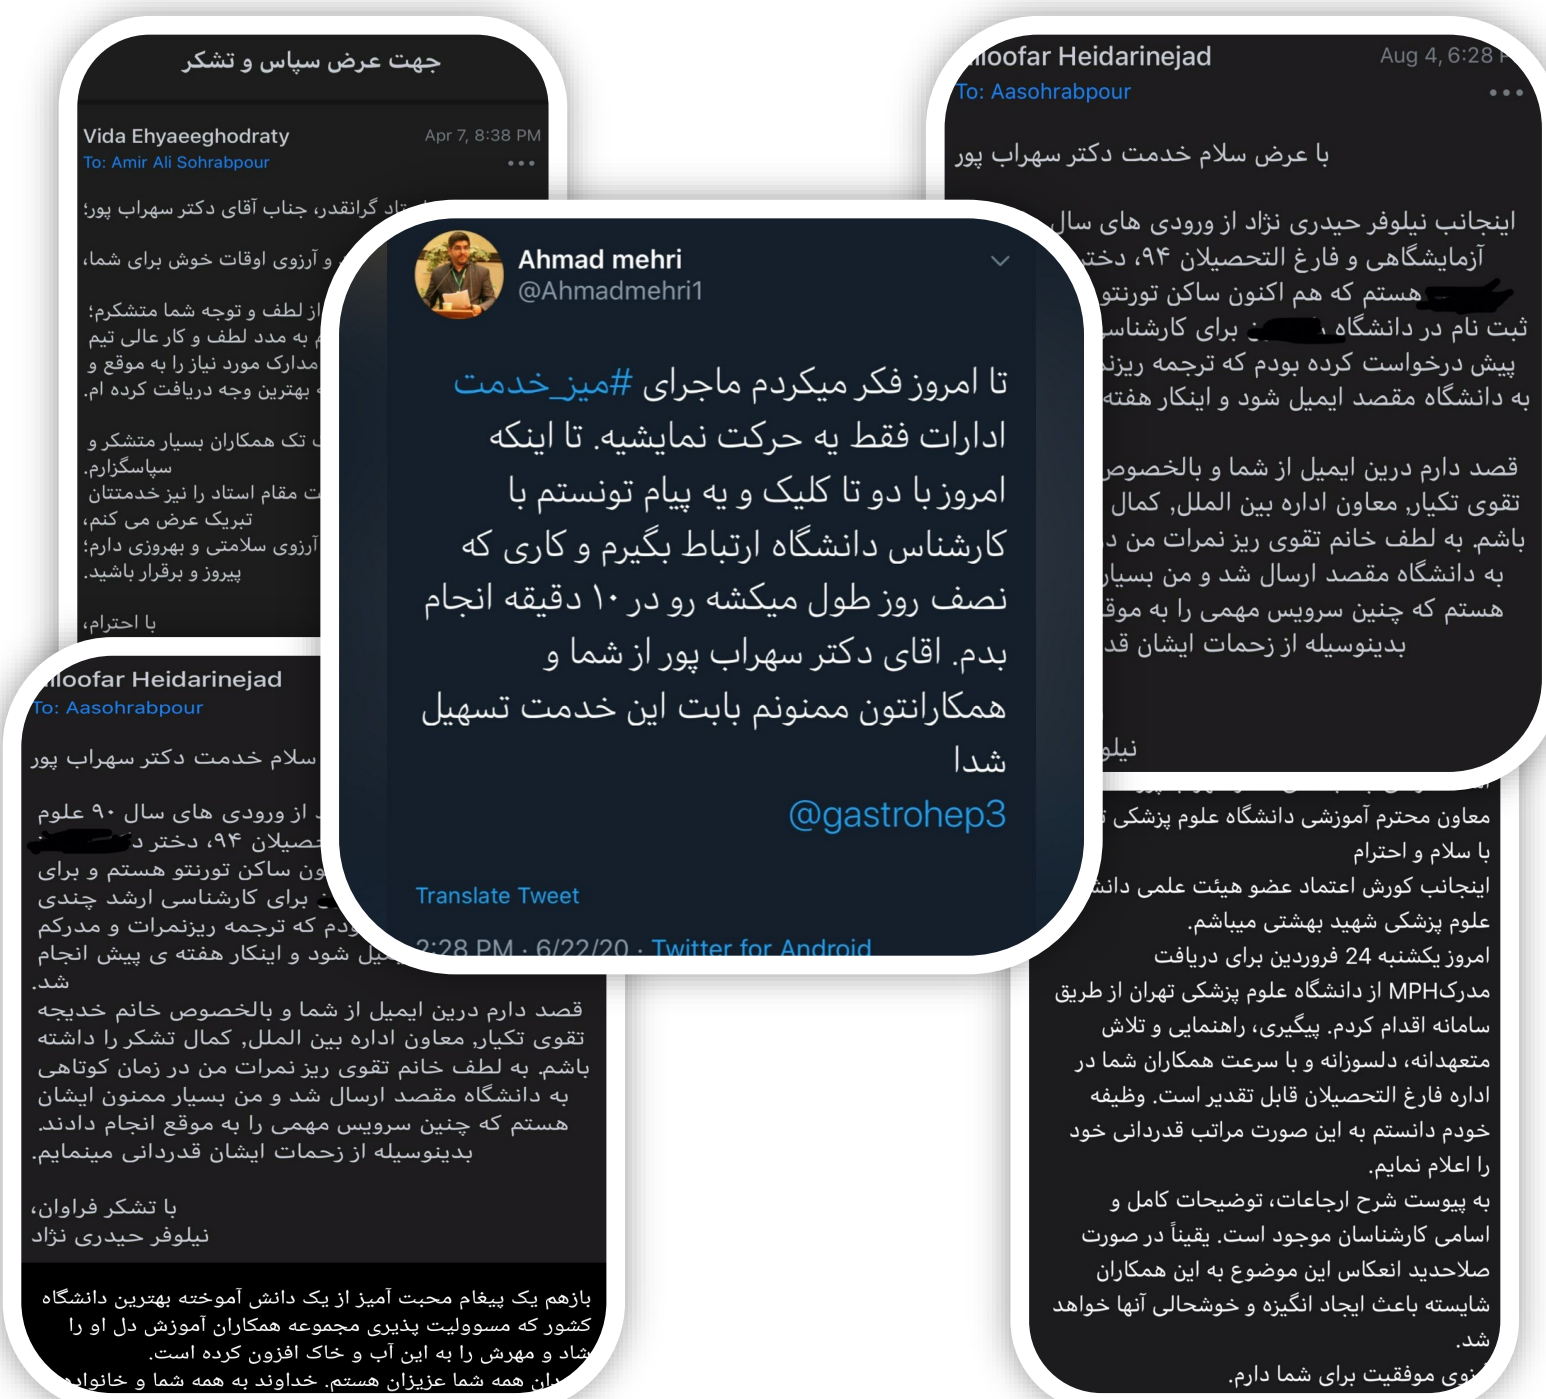 جهت عرض سپاس و تشکر
Vida Ehyaeeghodraty
Apr 7, 8:38 PM
To: Amir Ali Sohrabpour
گرانقدر، جناب آقای دکتر سهراب پور؛
و آرزوی اوقات خوش برای شما،
از لطف و توجه شما متشکرم؛
به مدد لطف و کار عالی تیم
مدارک مورد نیاز را به موقع و
بهترین وجه دریافت کرده ام.
تک همکاران بسیار متشکر و
سپاسگزارم.
مقام استاد را نیز خدمتتان
تبریک عرض می کنم،
آرزوی سلامتی و بهروزی دارم؛
پیروز و برقرار باشید.
با احترام،
Heidarinejad
Aug 4, 6:28
To: Aasohrabpour
با عرض سلام خدمت دکتر سهراب پور
اینجانب نیلوفر حیدری نژاد از ورودی های سال
آزمایشگاهی و فارغ التحصیلان ۹۴، دختر
هستم که هم اکنون ساکن تورنتو
ثبت نام در دانشگاه
برای
پیش درخواست کرده بودم که ترجمه
به دانشگاه مقصد ایمیل شود و اینکار هفته
قصد دارم درین ایمیل از شما و بالخصوص
تقوی تکیار, معاون اداره بین الملل, کمال
باشم. به لطف خانم تقوی ریز نمرات من
به دانشگاه مقصد ارسال شد و من بسیار
هستم که چنین سرویس مهمی را به
بدینوسیله از زحمات ایشان
Ahmad mehri
@Ahmadmehri1
تا امروز فکر میکردم ماجرای #میز_خدمت
ادارات فقط یه حرکت نمایشیه. تا اینکه
امروز با دو تا کلیک و یه پیام تونستم با
کارشناس دانشگاه ارتباط بگیرم و کاری که
نصف روز طول میکشه رو در ۱۰ دقیقه انجام
بدم. اقای دکتر سهراب پور از شما و
همکارانتون ممنونم بابت این خدمت تسهیل
شدا
@gastrohep3
Translate Tweet
2:28 PM · 6/22/20 · Twitter for Android
Heidarinejad
To: Aasohrabpour
سلام خدمت دکتر سهراب پور
از ورودی های سال ۹۰ علوم
۹۴، دختر
ساکن تورنتو هستم و برای
برای کارشناسی ارشد چندی
که ترجمه ریزنمرات و مدرکم
شود و اینکار هفته ی پیش انجام
شد.
قصد دارم درین ایمیل از شما و بالخصوص خانم خدیجه
تقوی تکیار, معاون اداره بین الملل, کمال تشکر را داشته
باشم. به لطف خانم تقوی ریز نمرات من در زمان کوتاهی
به دانشگاه مقصد ارسال شد و من بسیار ممنون ایشان
هستم که چنین سرویس مهمی را به موقع انجام دادند.
بدینوسیله از زحمات ایشان قدردانی مینمایم.
با تشکر فراوان،
نیلوفر حیدری نژاد
بازهم یک پیغام محبت آمیز از یک دانش آموخته بهترین دانشگاه
کشور که مسوولیت پذیری مجموعه همکاران آموزش دل او را
شاد و مهرش را به این آب و خاک افزون کرده است.
همه شما عزیزان هستم. خداوند به همه شما و
معاون محترم آموزشی دانشگاه علوم پزشکی
با سلام و احترام
اینجانب کورش اعتماد عضو هیئت علمی
علوم پزشکی شهید بهشتی میباشم.
امروز یکشنبه 24 فروردین برای دریافت
مدرکMPH از دانشگاه علوم پزشکی تهران از طریق
سامانه اقدام کردم. پیگیری، راهنمایی و تلاش
متعهدانه، دلسوزانه و با سرعت همکاران شما در
اداره فارغ التحصیلان قابل تقدیر است. وظیفه
خودم دانستم به این صورت مراتب قدردانی خود
را اعلام نمایم.
به پیوست شرح ارجاعات، توضیحات کامل و
اسامی کارشناسان موجود است. یقیناً در صورت
صلاحدید انعکاس این موضوع به این همکاران
شایسته باعث ایجاد انگیزه و خوشحالی آنها خواهد
شد.
موفقیت برای شما دارم.